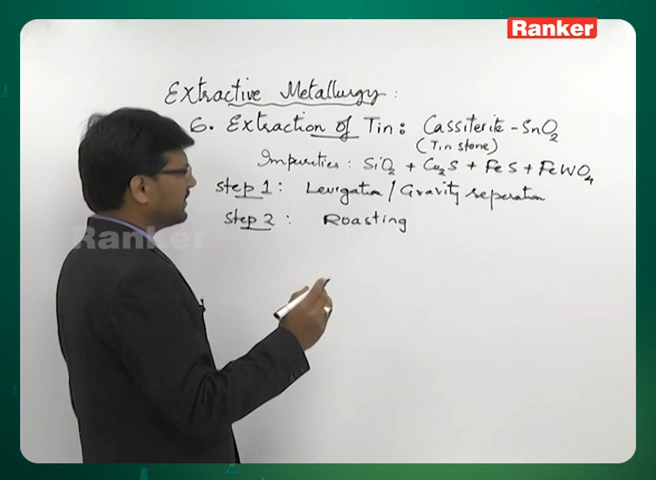 Ranker
Extractive Metallurgy :
6. Extraction of Tin : Cassiterite - SnO2
(Tin stone)
Impurities : SiO2 + Cu2S + FeS + FeWO4
Step 1 : Levigation / Gravity seperation
Step 2 : Roasting
Ranker